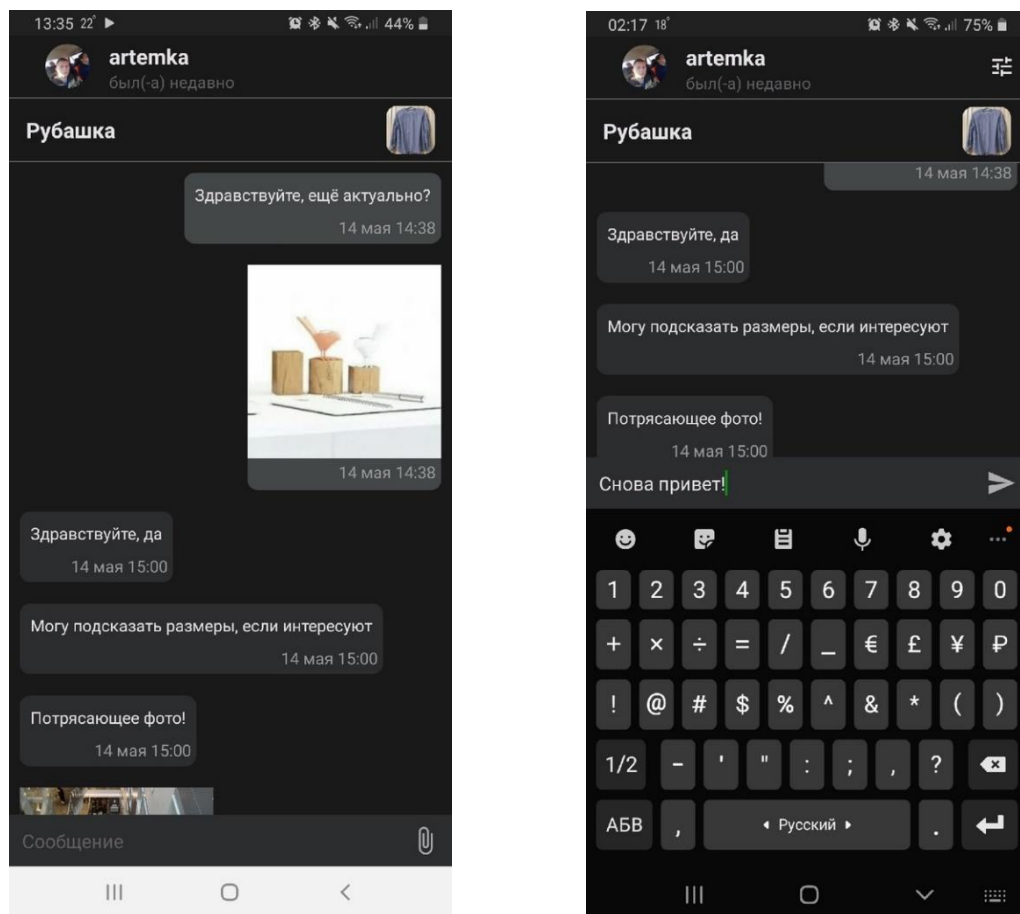 13:35 22°
44%
artemka
был(-а) недавно
Рубашка
Здравствуйте, ещё актуально?
14 мая 14:38
14 мая 14:38
Здравствуйте, да
14 мая 15:00
Могу подсказать размеры, если интересуют
14 мая 15:00
Потрясающее фото!
14 мая 15:00
Сообщение
02:17 18°
75%
artemka
был(-а) недавно
Рубашка
14 мая 14:38
Здравствуйте, да
14 мая 15:00
Могу подсказать размеры, если интересуют
14 мая 15:00
Потрясающее фото!
14 мая 15:00
Снова привет!
1 2 3 4 5 6 7 8 9 0
+ × ÷ = / _ € £ ¥ ₽
! @ # $ % ^ & * ( )
1/2 - ' " : ; , ?
АБВ , Русский .